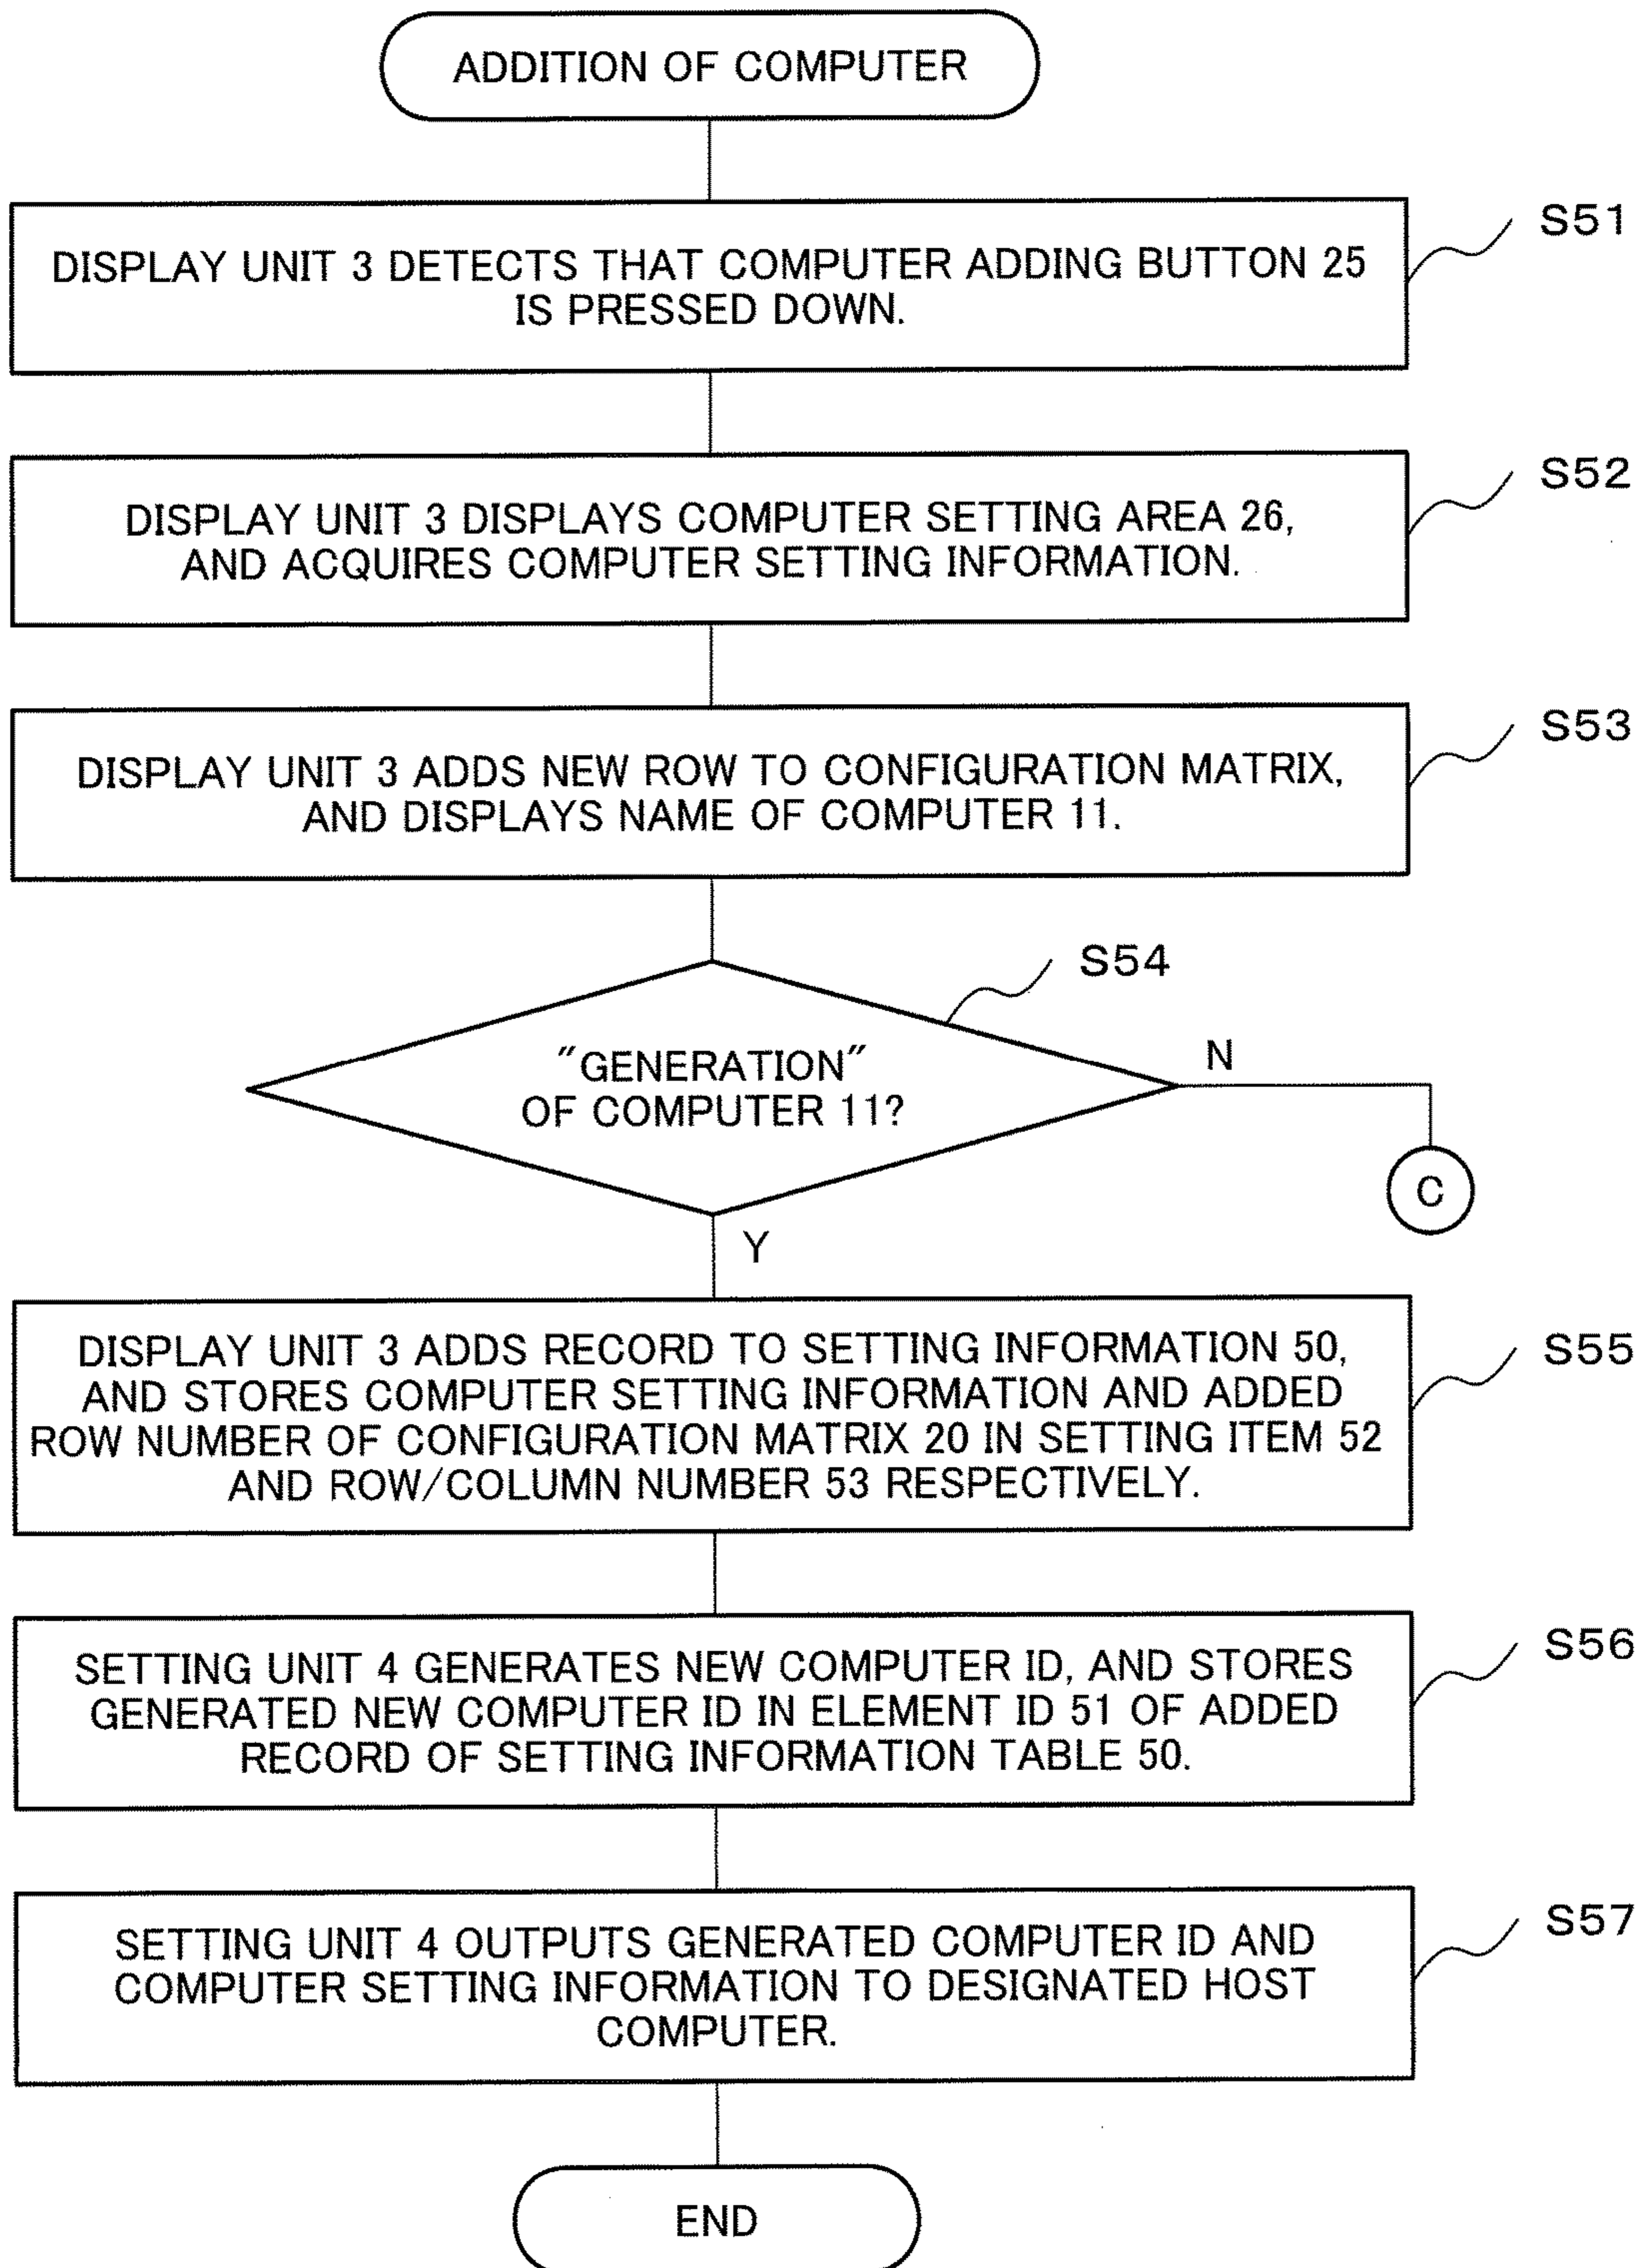 ADDITION OF COMPUTER
S51
DISPLAY UNIT 3 DETECTS THAT COMPUTER ADDING BUTTON 25
IS PRESSED DOWN.
S52
DISPLAY UNIT 3 DISPLAYS COMPUTER SETTING AREA 26,
AND ACQUIRES COMPUTER SETTING INFORMATION.
S53
DISPLAY UNIT 3 ADDS NEW ROW TO CONFIGURATION MATRIX,
AND DISPLAYS NAME OF COMPUTER 11.
S54
"GENERATION"
OF COMPUTER 11?
N
C
Y
S55
DISPLAY UNIT 3 ADDS RECORD TO SETTING INFORMATION 50,
AND STORES COMPUTER SETTING INFORMATION AND ADDED
ROW NUMBER OF CONFIGURATION MATRIX 20 IN SETTING ITEM 52
AND ROW/COLUMN NUMBER 53 RESPECTIVELY.
S56
SETTING UNIT 4 GENERATES NEW COMPUTER ID, AND STORES
GENERATED NEW COMPUTER ID IN ELEMENT ID 51 OF ADDED
RECORD OF SETTING INFORMATION TABLE 50.
S57
SETTING UNIT 4 OUTPUTS GENERATED COMPUTER ID AND
COMPUTER SETTING INFORMATION TO DESIGNATED HOST
COMPUTER.
END